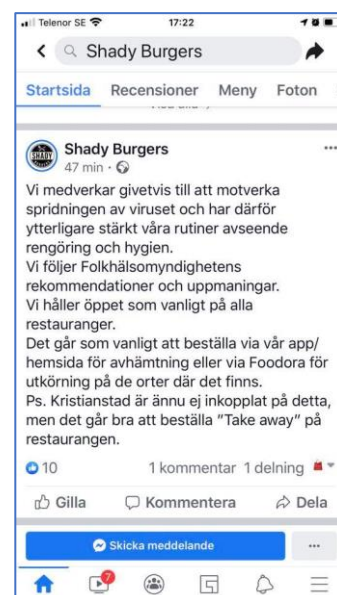 Telenor SE 17:22
Shady Burgers
Startsida Recensioner Meny Foton
Shady Burgers
47 min ·
Vi medverkar givetvis till att motverka
spridningen av viruset och har därför
ytterligare stärkt våra rutiner avseende
rengöring och hygien.
Vi följer Folkhälsomyndighetens
rekommendationer och uppmaningar.
Vi håller öppet som vanligt på alla
restauranger.
Det går som vanligt att beställa via vår app/
hemsida för avhämtning eller via Foodora för
utkörning på de orter där det finns.
Ps. Kristianstad är ännu ej inkopplat på detta,
men det går bra att beställa ”Take away” på
restaurangen.
10 1 kommentar 1 delning
Gilla Kommentera Dela
Skicka meddelande
7